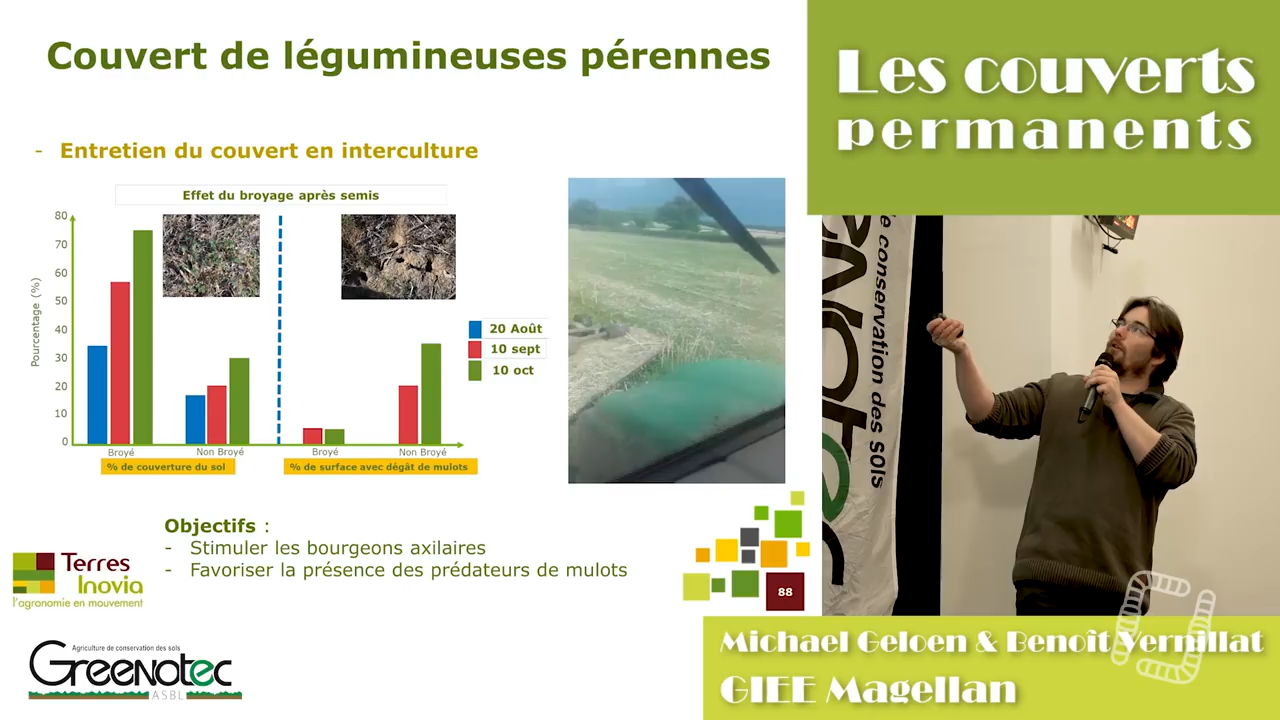 Couvert de légumineuses pérennes
- Entretien du couvert en interculture
Effet du broyage après semis
Pourcentage (%)
80
70
60
50
40
30
20
10
0
Broyé
Non Broyé
Broyé
Non Broyé
% de couverture du sol
% de surface avec dégât de mulots
20 Août
10 sept
10 oct
Objectifs :
- Stimuler les bourgeons axilaires
- Favoriser la présence des prédateurs de mulots
Terres
Inovia
l'agronomie en mouvement
88
Agriculture de conservation des sols
Greenotec
ASBL
Les couverts
permanents
e conservation des sols
Michael Geloen & Benoît Vernillat
GIEE Magellan